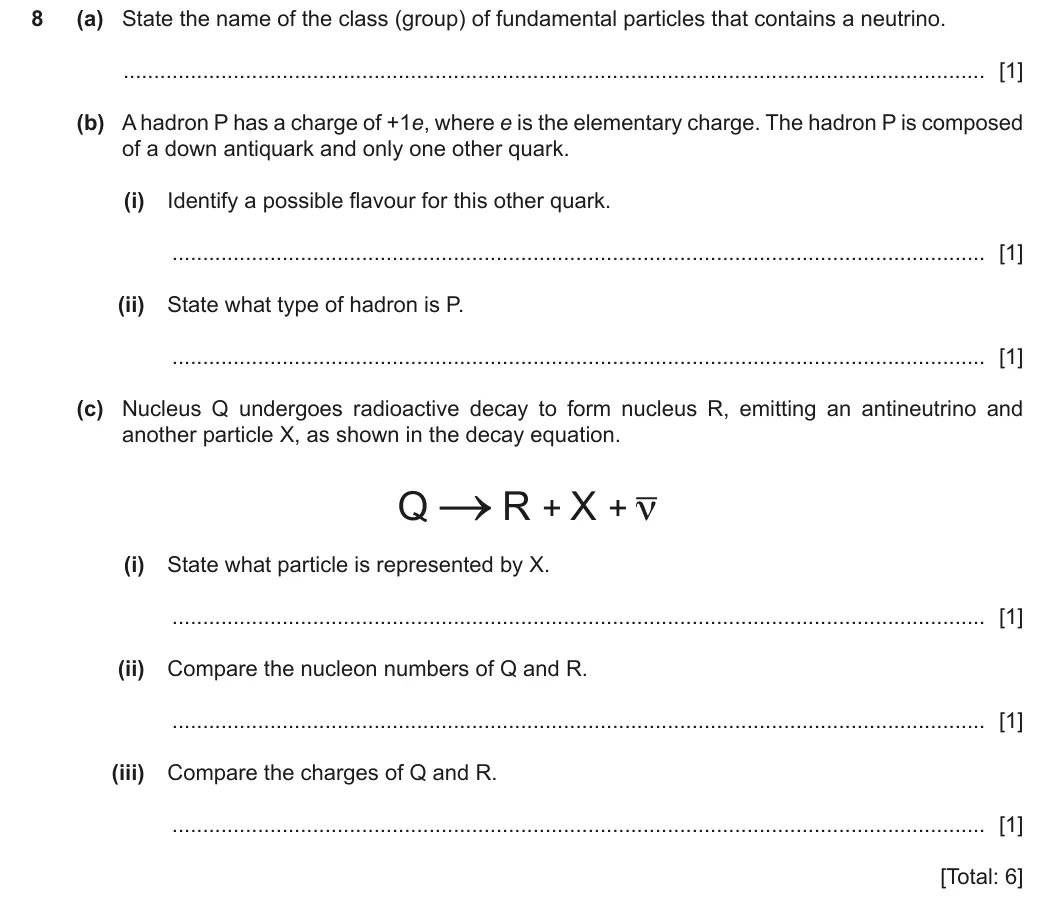 8 (a) State the name of the class (group) of fundamental particles that contains a neutrino.
.............................................................................................................................................. [1]
(b) A hadron P has a charge of +1e, where e is the elementary charge. The hadron P is composed
of a down antiquark and only one other quark.
(i) Identify a possible flavour for this other quark.
...................................................................................................................................... [1]
(ii) State what type of hadron is P.
...................................................................................................................................... [1]
(c) Nucleus Q undergoes radioactive decay to form nucleus R, emitting an antineutrino and
another particle X, as shown in the decay equation.
Q ⟶ R + X + ν̅
(i) State what particle is represented by X.
...................................................................................................................................... [1]
(ii) Compare the nucleon numbers of Q and R.
...................................................................................................................................... [1]
(iii) Compare the charges of Q and R.
...................................................................................................................................... [1]
[Total: 6]